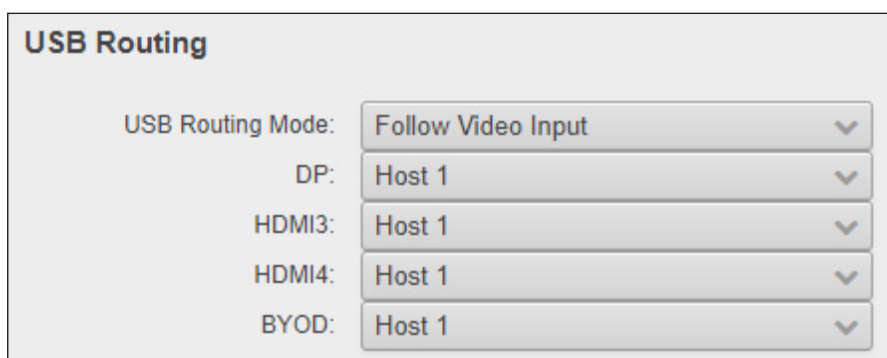 USB Routing
USB Routing Mode: Follow Video Input
DP: Host 1
HDMI3: Host 1
HDMI4: Host 1
BYOD: Host 1